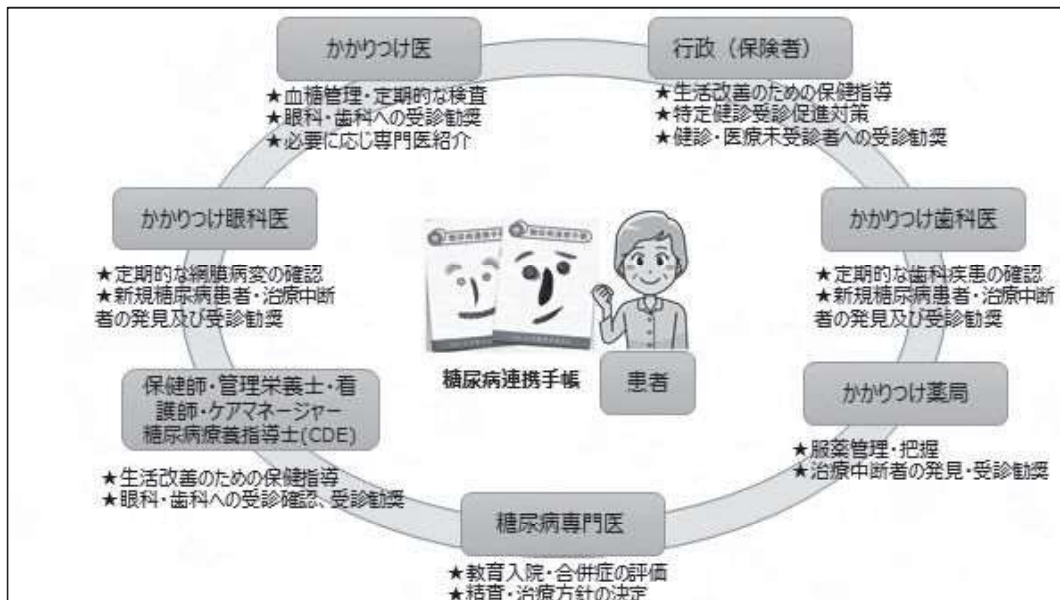 かかりつけ医
★血糖管理・定期的な検査
★眼科・歯科への受診勧奨
★必要に応じ専門医紹介
行政（保険者）
★生活改善のための保健指導
★特定健診受診促進対策
★健診・医療未受診者への受診勧奨
かかりつけ眼科医
★定期的な網膜病変の確認
★新規糖尿病患者・治療中断
者の発見及び受診勧奨
糖尿病連携手帳
患者
かかりつけ歯科医
★定期的な歯科疾患の確認
★新規糖尿病患者・治療中断
者の発見及び受診勧奨
保健師・管理栄養士・看
護師・ケアマネージャー
糖尿病療養指導士(CDE)
★生活改善のための保健指導
★眼科・歯科への受診確認、受診勧奨
かかりつけ薬局
★服薬管理・把握
★治療中断者の発見・受診勧奨
糖尿病専門医
★教育入院・合併症の評価
★精査・治療方針の決定